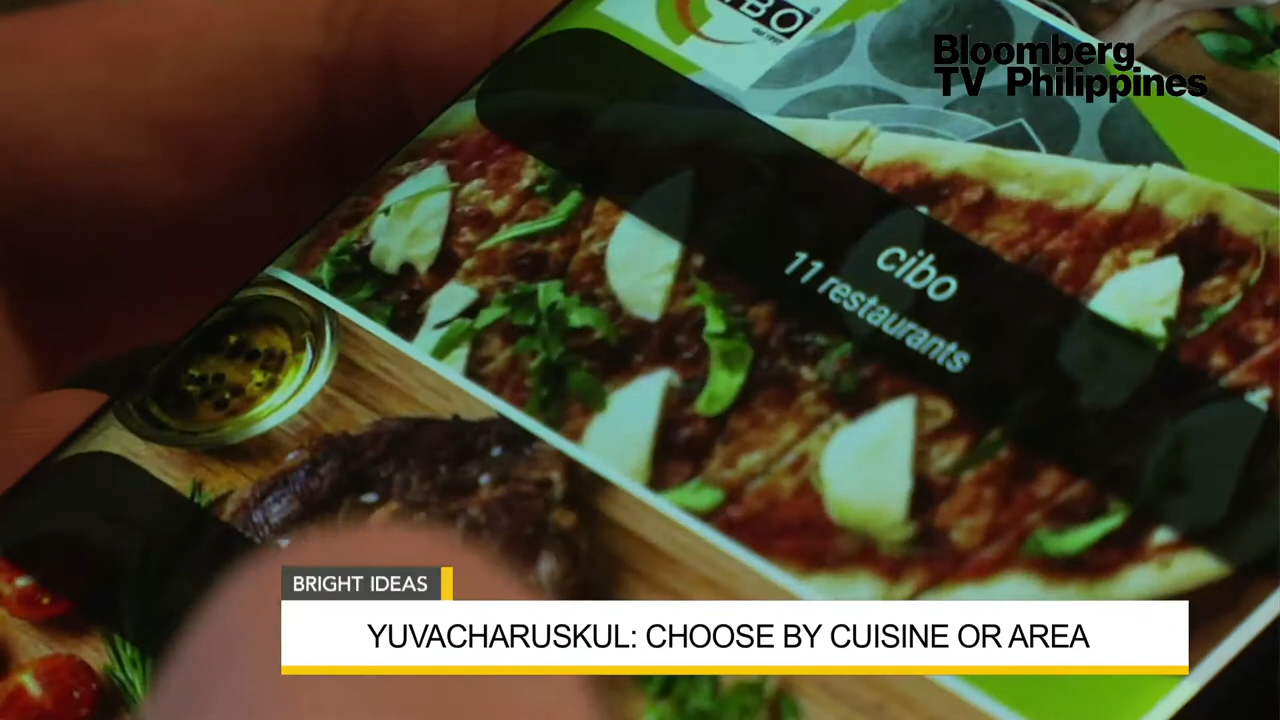 Bloomberg
TV Philippines
cibo
11 restaurants
BRIGHT IDEAS
YUVACHARUSKUL: CHOOSE BY CUISINE OR AREA